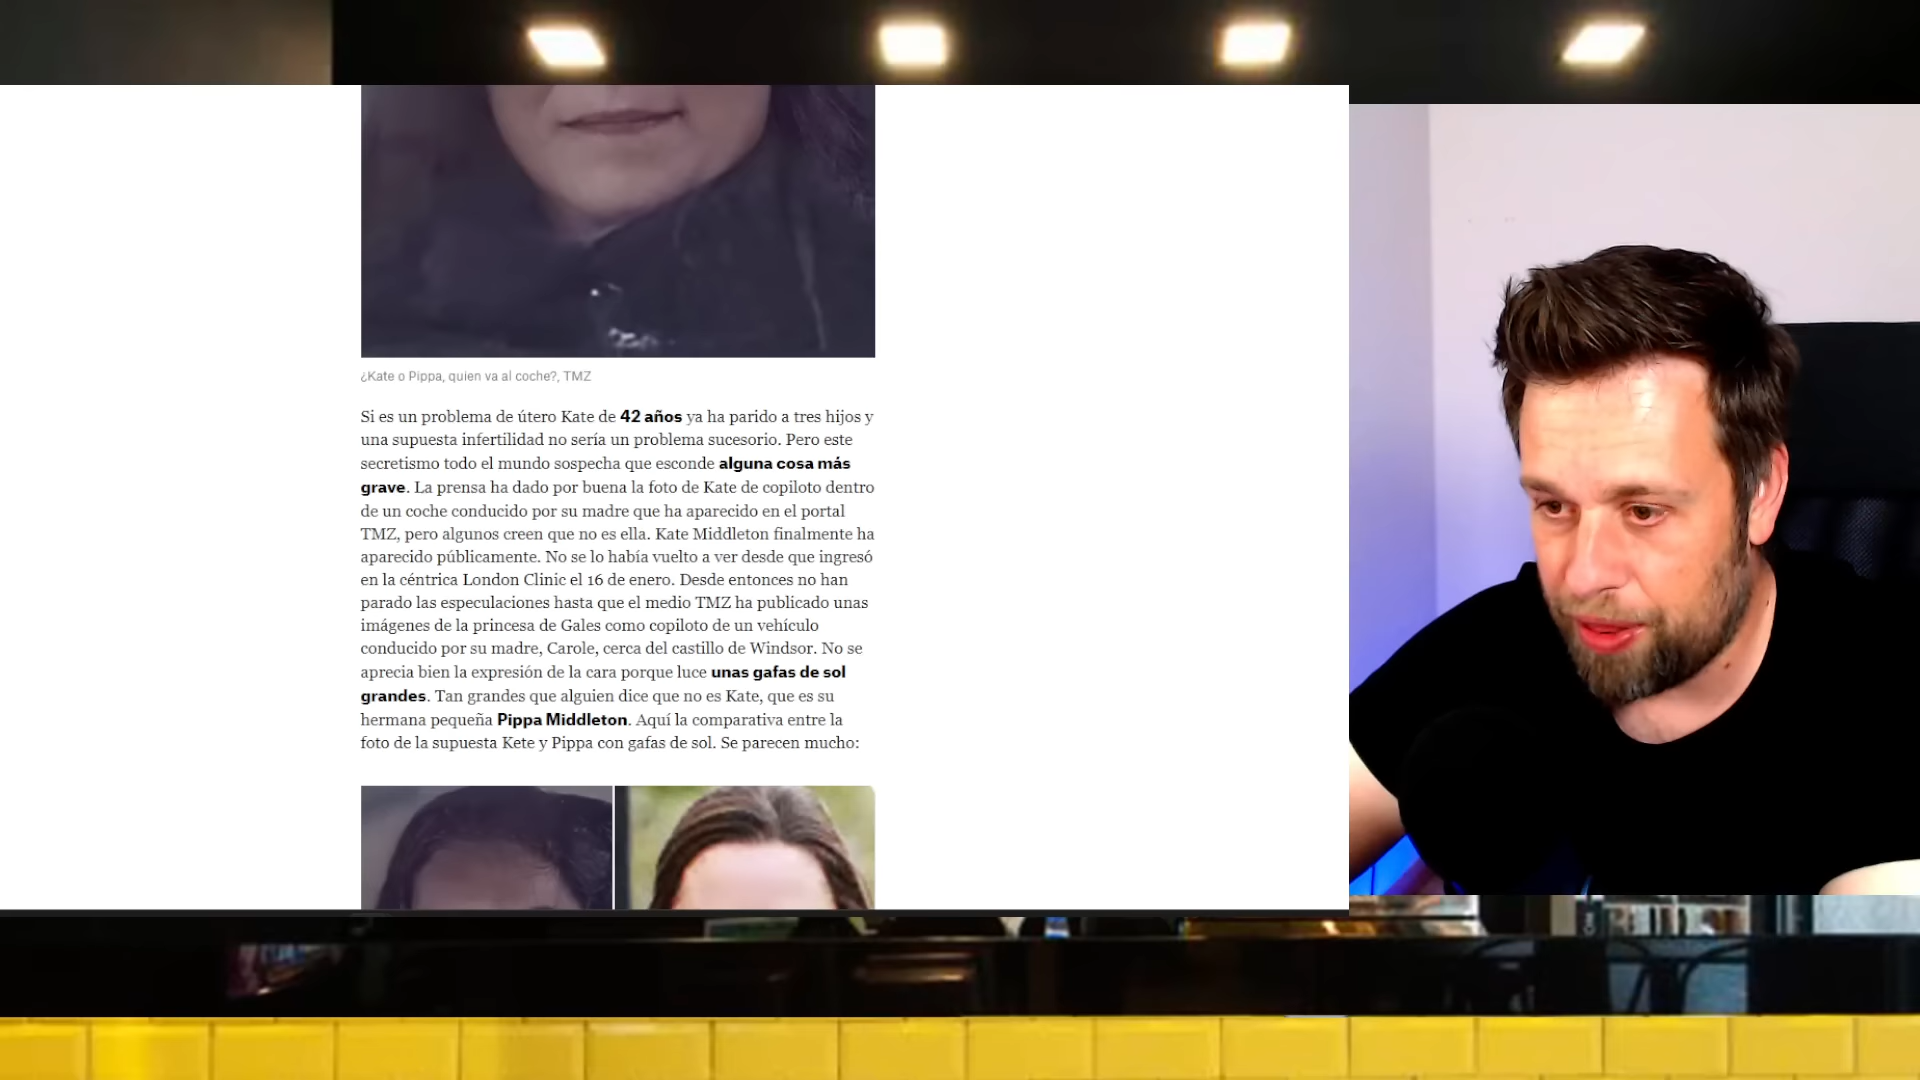 ¿Kate o Pippa, quien va al coche?, TMZ
Si es un problema de útero Kate de 42 años ya ha parido a tres hijos y
una supuesta infertilidad no sería un problema sucesorio. Pero este
secretismo todo el mundo sospecha que esconde alguna cosa más
grave. La prensa ha dado por buena la foto de Kate de copiloto dentro
de un coche conducido por su madre que ha aparecido en el portal
TMZ, pero algunos creen que no es ella. Kate Middleton finalmente ha
aparecido públicamente. No se lo había vuelto a ver desde que ingresó
en la céntrica London Clinic el 16 de enero. Desde entonces no han
parado las especulaciones hasta que el medio TMZ ha publicado unas
imágenes de la princesa de Gales como copiloto de un vehículo
conducido por su madre, Carole, cerca del castillo de Windsor. No se
aprecia bien la expresión de la cara porque luce unas gafas de sol
grandes. Tan grandes que alguien dice que no es Kate, que es su
hermana pequeña Pippa Middleton. Aquí la comparativa entre la
foto de la supuesta Kete y Pippa con gafas de sol. Se parecen mucho: